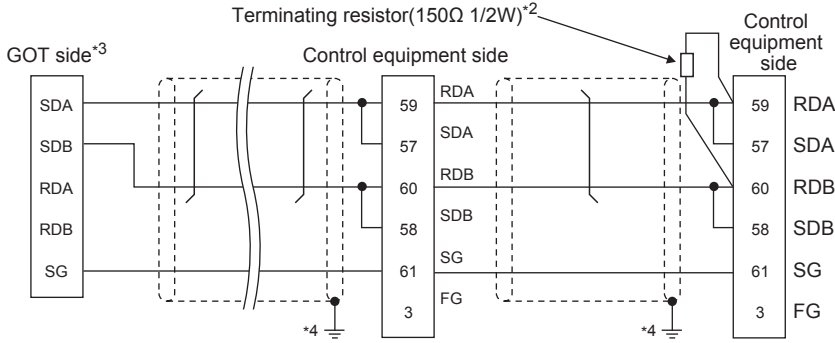 Terminating resistor(150Ω 1/2W)*2
Control
equipment
side
GOT side*3
Control equipment side
SDA
SDB
RDA
RDB
SG
59
57
60
58
61
3
RDA
SDA
RDB
SDB
SG
FG
59
57
60
58
61
3
RDA
SDA
RDB
SDB
SG
FG
*4
*4